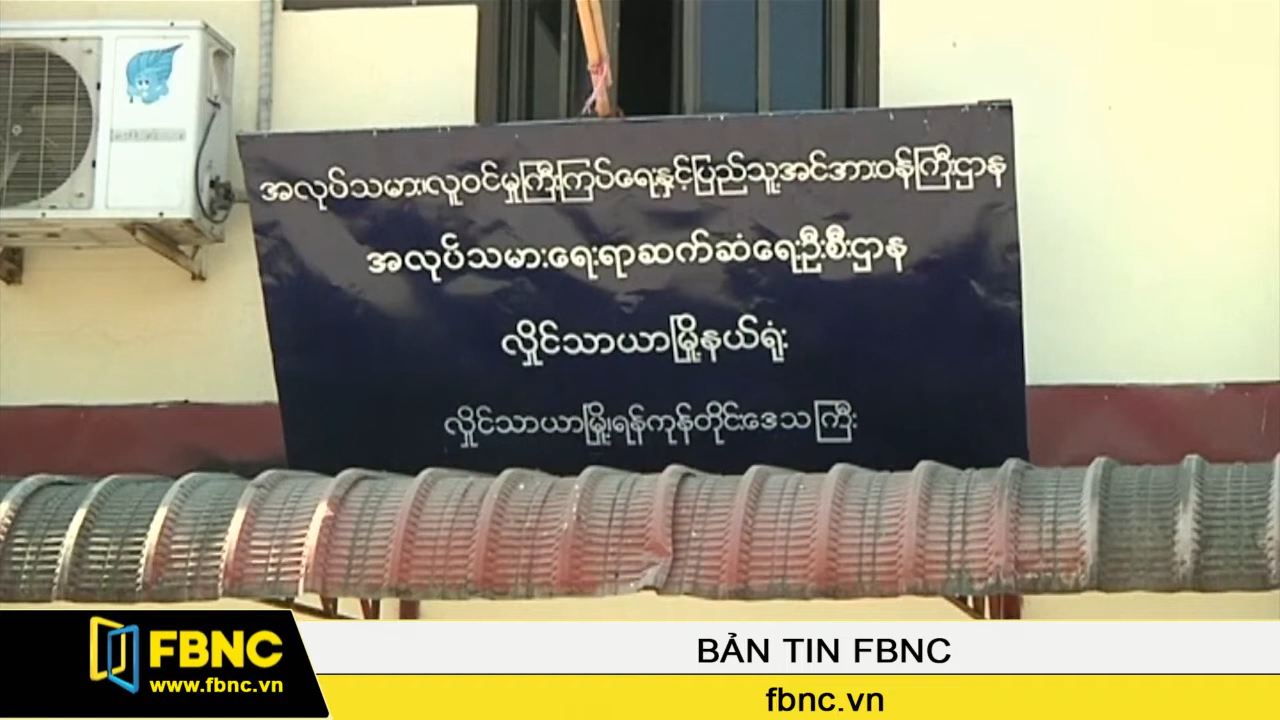 အလုပ်သမား၊လူဝင်မှုကြီးကြပ်ရေးနှင့်ပြည်သူ့အင်အားဝန်ကြီးဌာန
အလုပ်သမားရေးရာဆက်ဆံရေးဦးစီးဌာန
လှိုင်သာယာမြို့နယ်ရုံး
လှိုင်သာယာမြို့၊ရန်ကုန်တိုင်းဒေသကြီး
FBNC
www.fbnc.vn
BẢN TIN FBNC
fbnc.vn